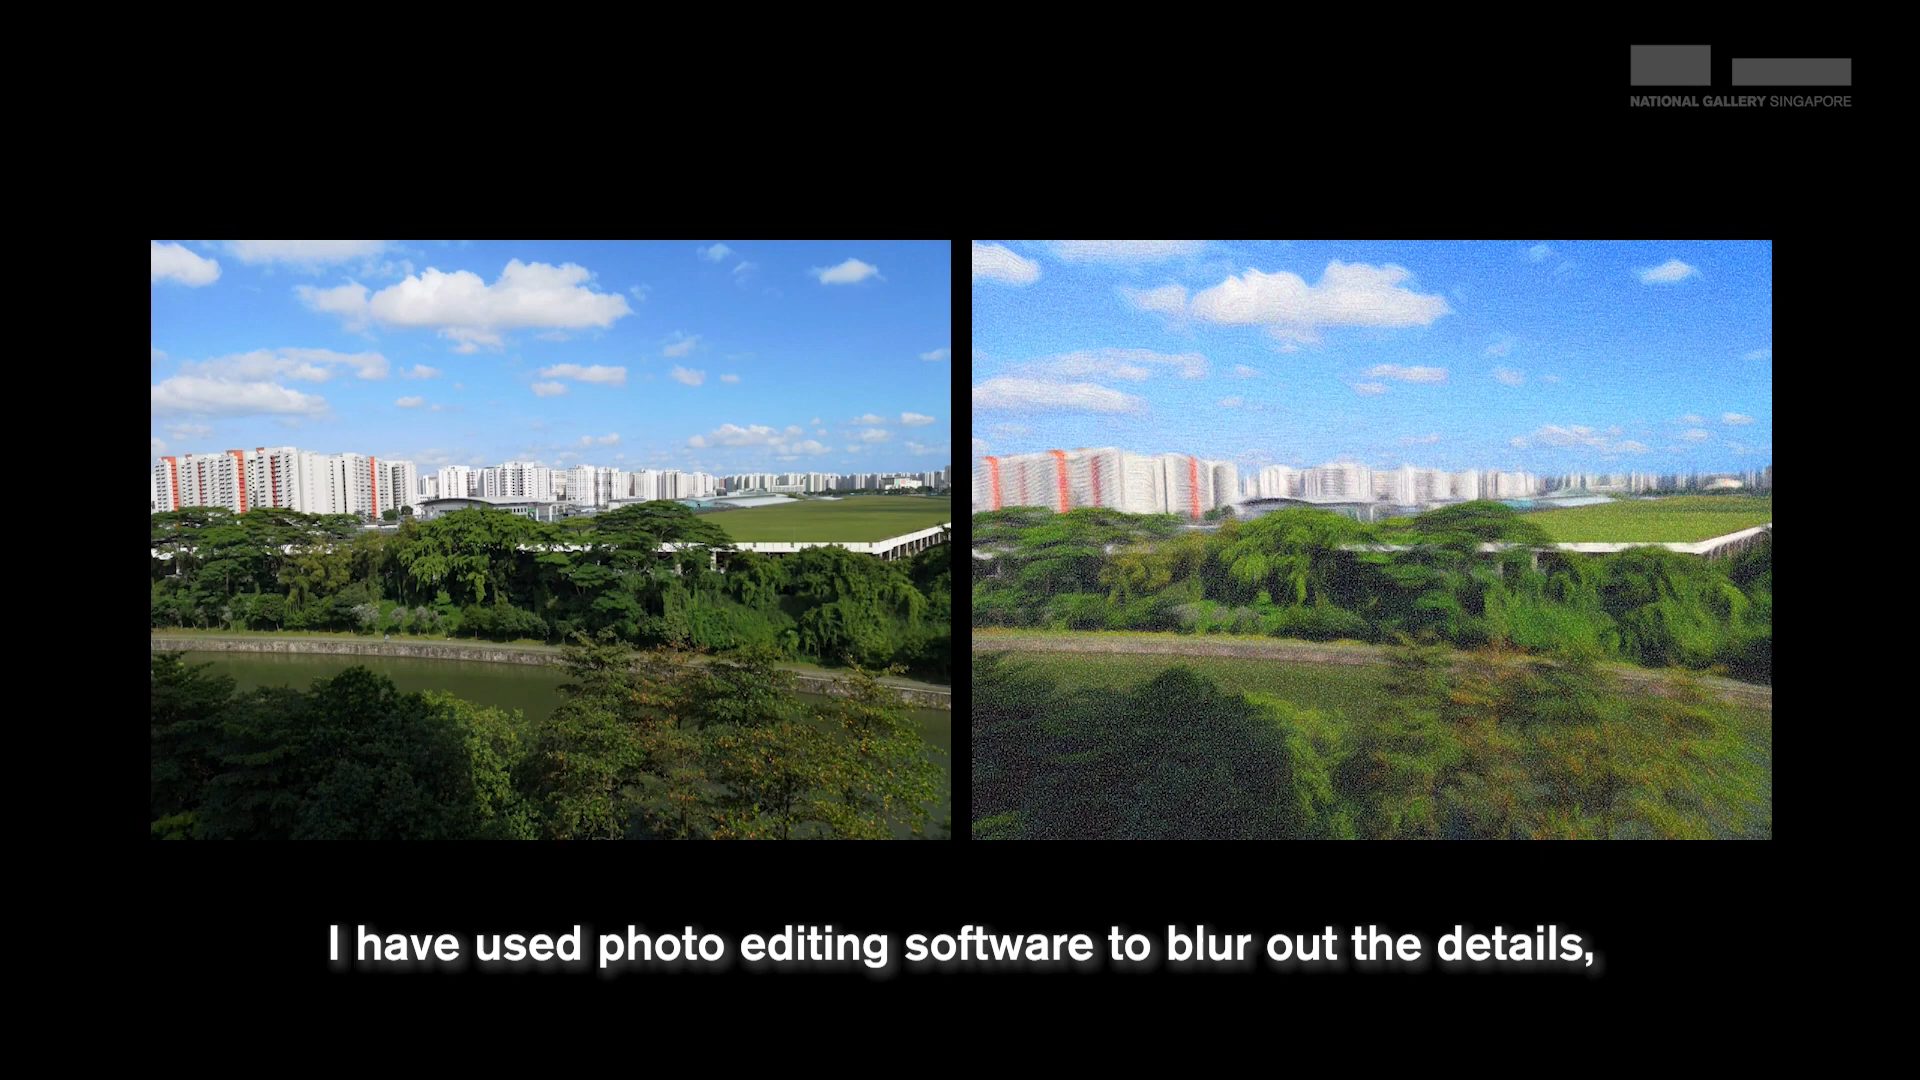 NATIONAL GALLERY SINGAPORE
I have used photo editing software to blur out the details,